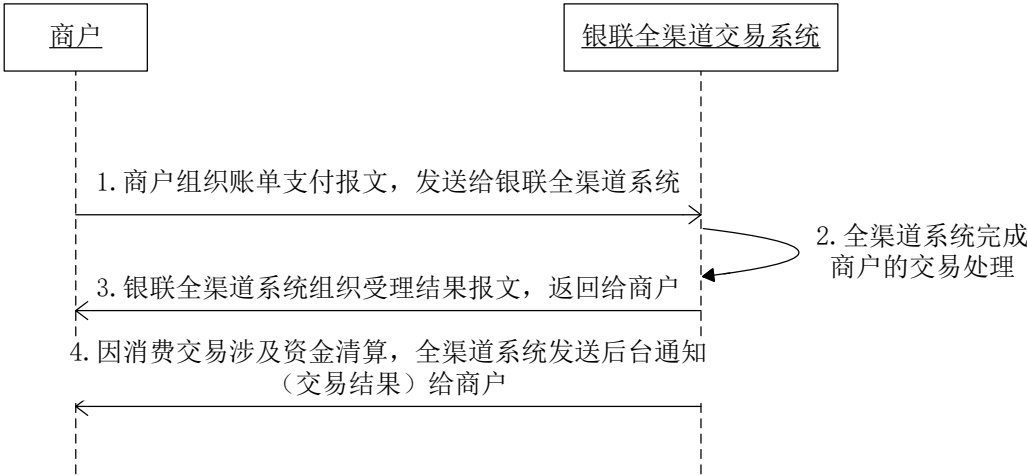 商户
银联全渠道交易系统
1.商户组织账单支付报文，发送给银联全渠道系统
2.全渠道系统完成
商户的交易处理
3.银联全渠道系统组织受理结果报文，返回给商户
4.因消费交易涉及资金清算，全渠道系统发送后台通知
（交易结果）给商户